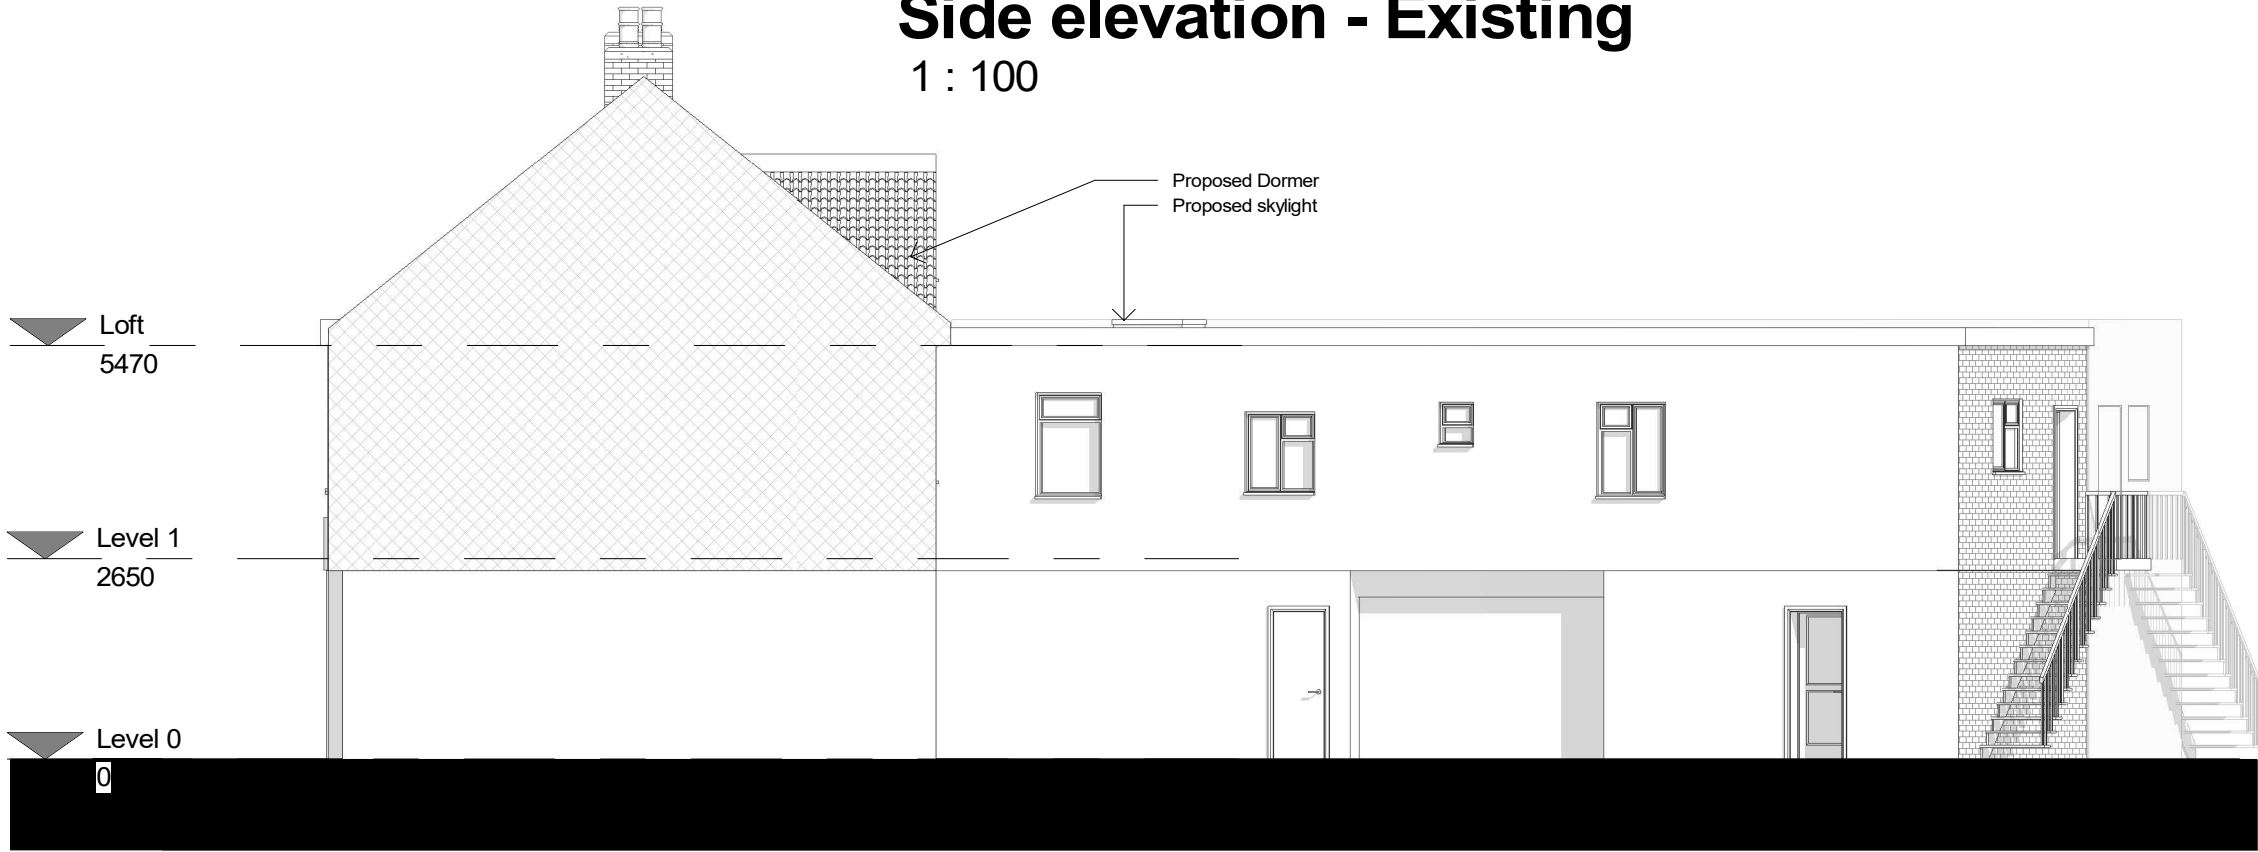 Side elevation - Existing
1 : 100
Proposed Dormer
Proposed skylight
Loft
5470
Level 1
2650
Level 0
0